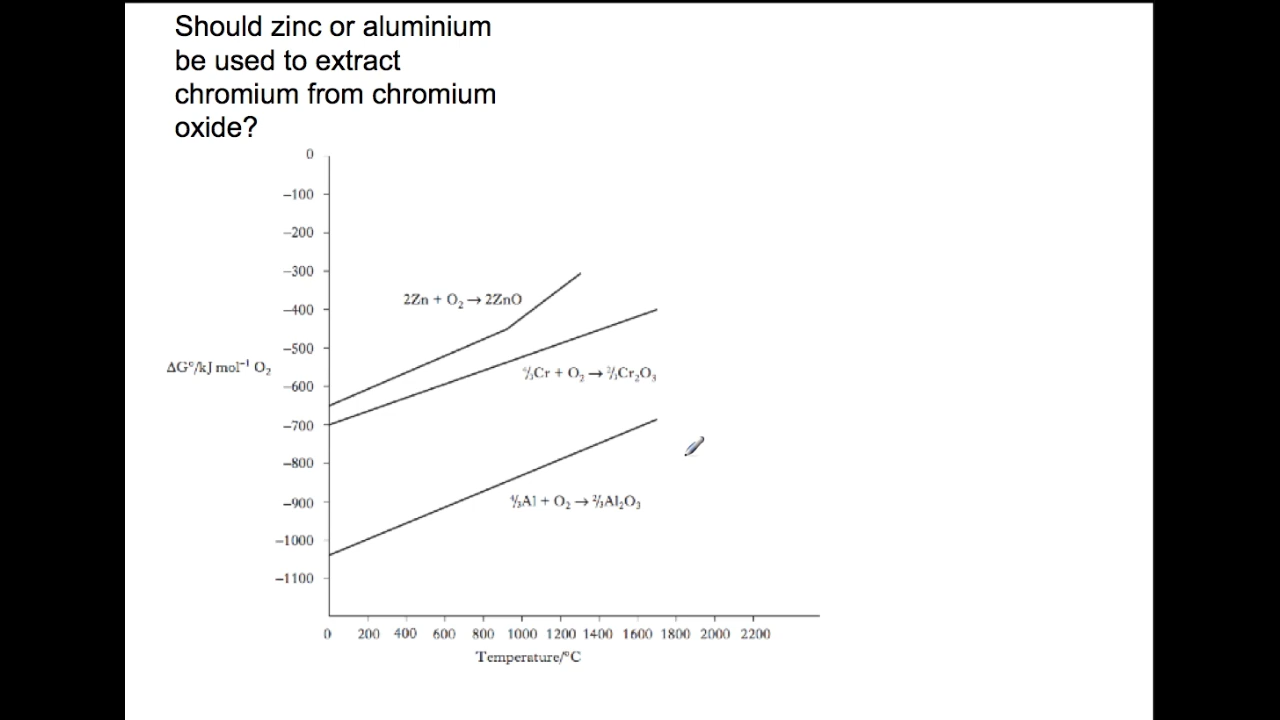 Should zinc or aluminium
be used to extract
chromium from chromium
oxide?
0
−100
−200
−300
2Zn + O₂ → 2ZnO
−400
−500
ΔG°/kJ mol⁻¹ O₂
⁴⁄₃Cr + O₂ → ²⁄₃Cr₂O₃
−600
−700
−800
−900
⁴⁄₃Al + O₂ → ²⁄₃Al₂O₃
−1000
−1100
0 200 400 600 800 1000 1200 1400 1600 1800 2000 2200
Temperature/°C